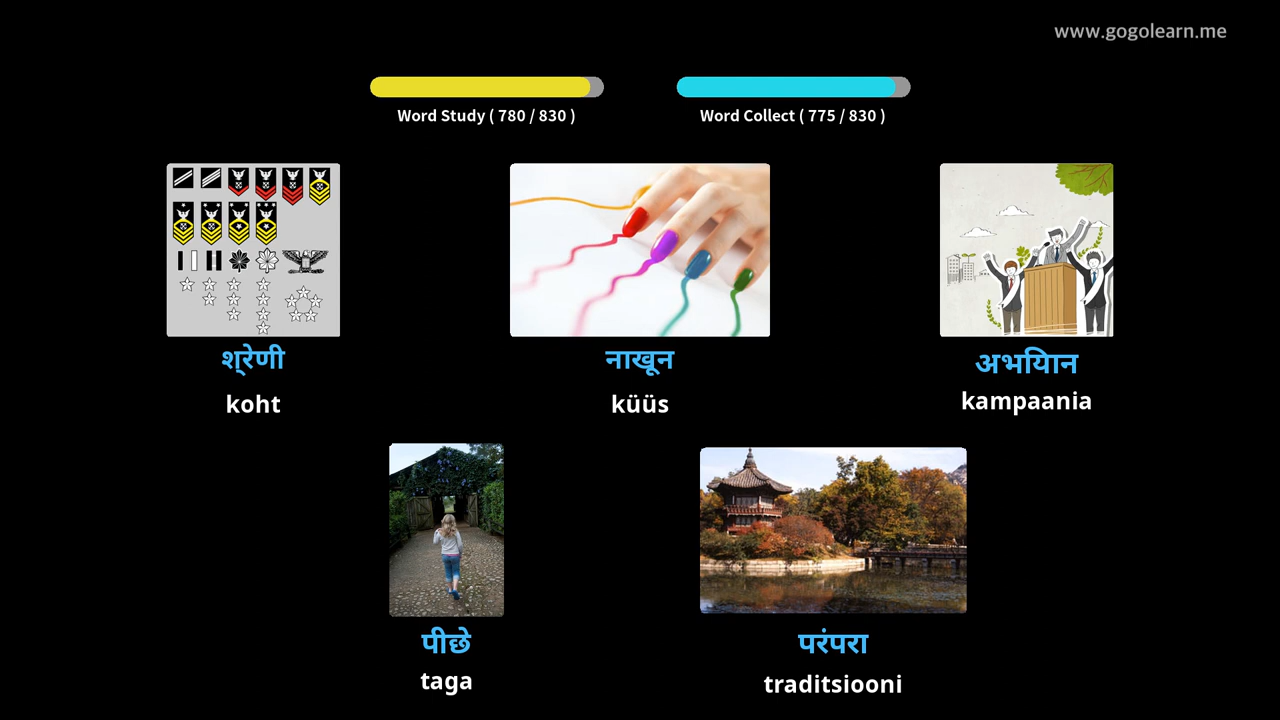 www.gogolearn.me
Word Study ( 780 / 830 )
Word Collect ( 775 / 830 )
श्रेणी
नाखून
अभियान
koht
küüs
kampaania
पीछे
परंपरा
taga
traditsiooni